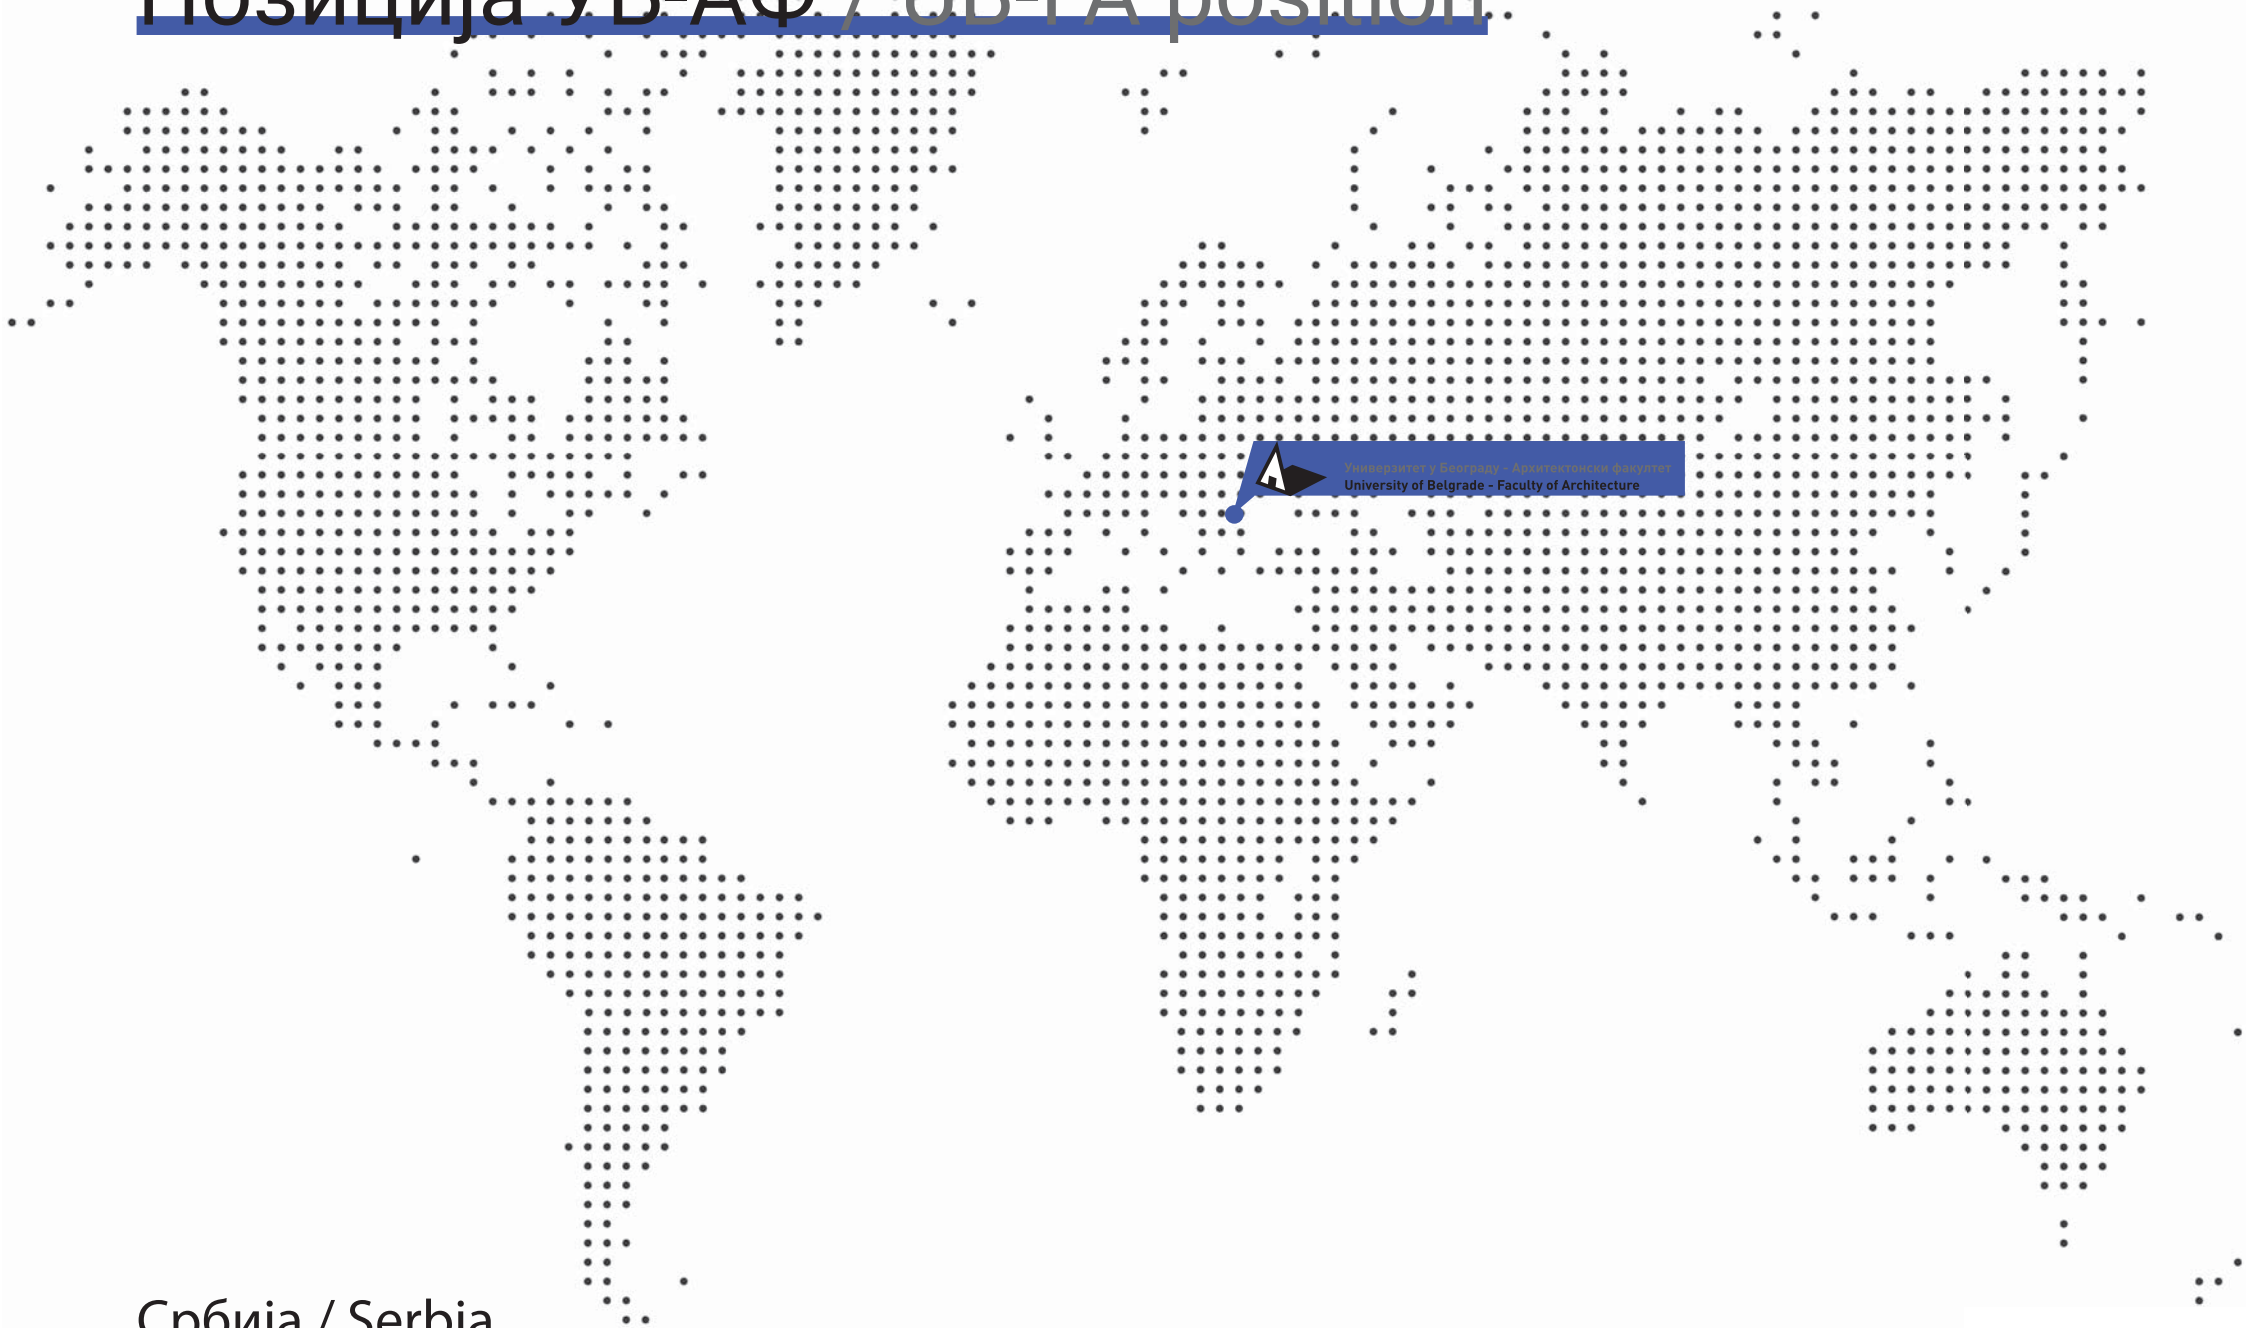 Позиција УБ-АФ / UB-FA position
Универзитет у Београду - Архитектонски факултет
University of Belgrade - Faculty of Architecture
Србија / Serbia